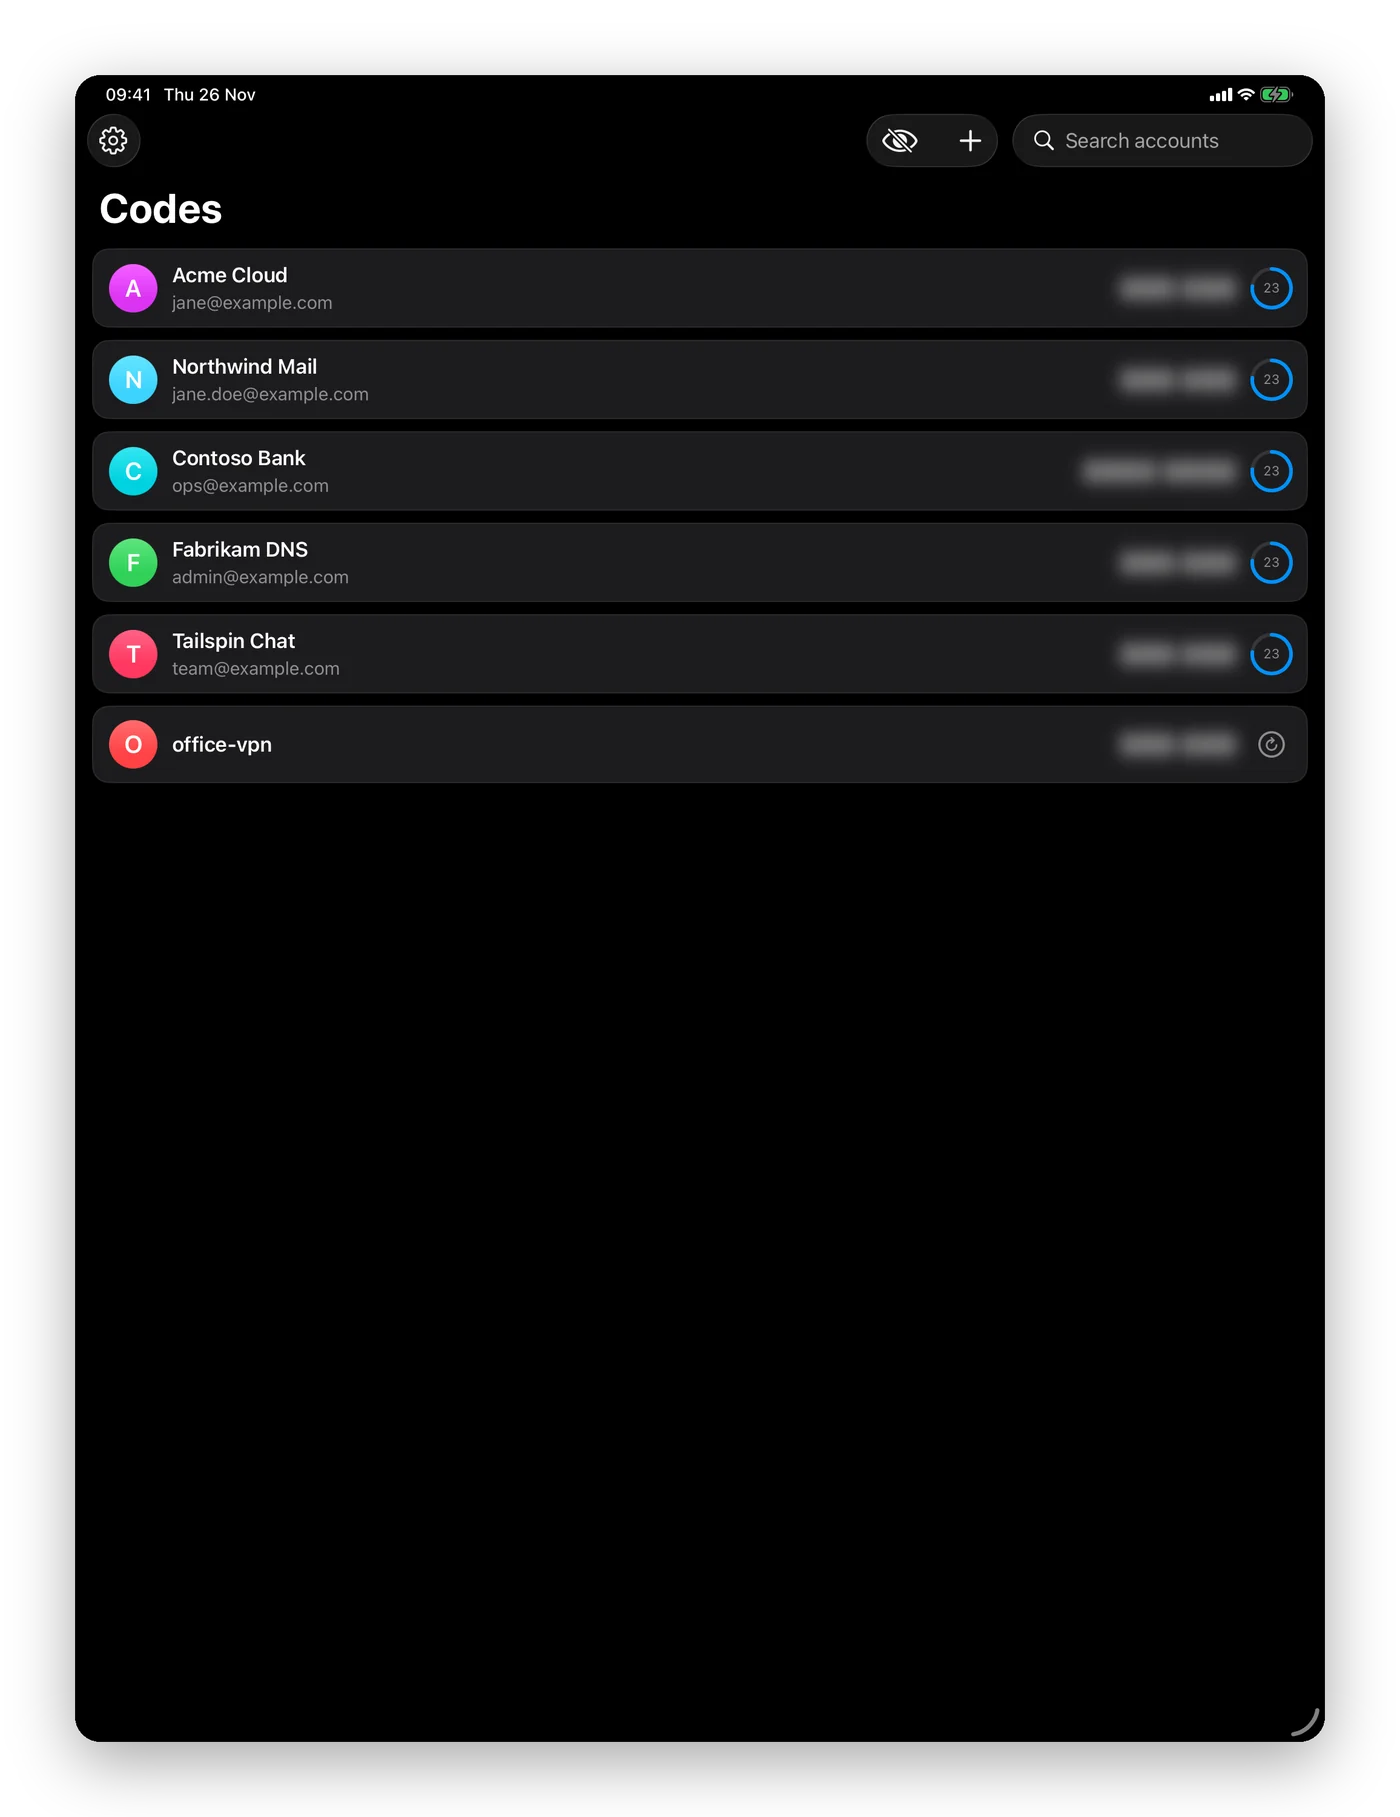 09:41 Thu 26 Nov
Search accounts
Codes
A
Acme Cloud
jane@example.com
23
N
Northwind Mail
jane.doe@example.com
23
C
Contoso Bank
ops@example.com
23
F
Fabrikam DNS
admin@example.com
23
T
Tailspin Chat
team@example.com
23
O
office-vpn